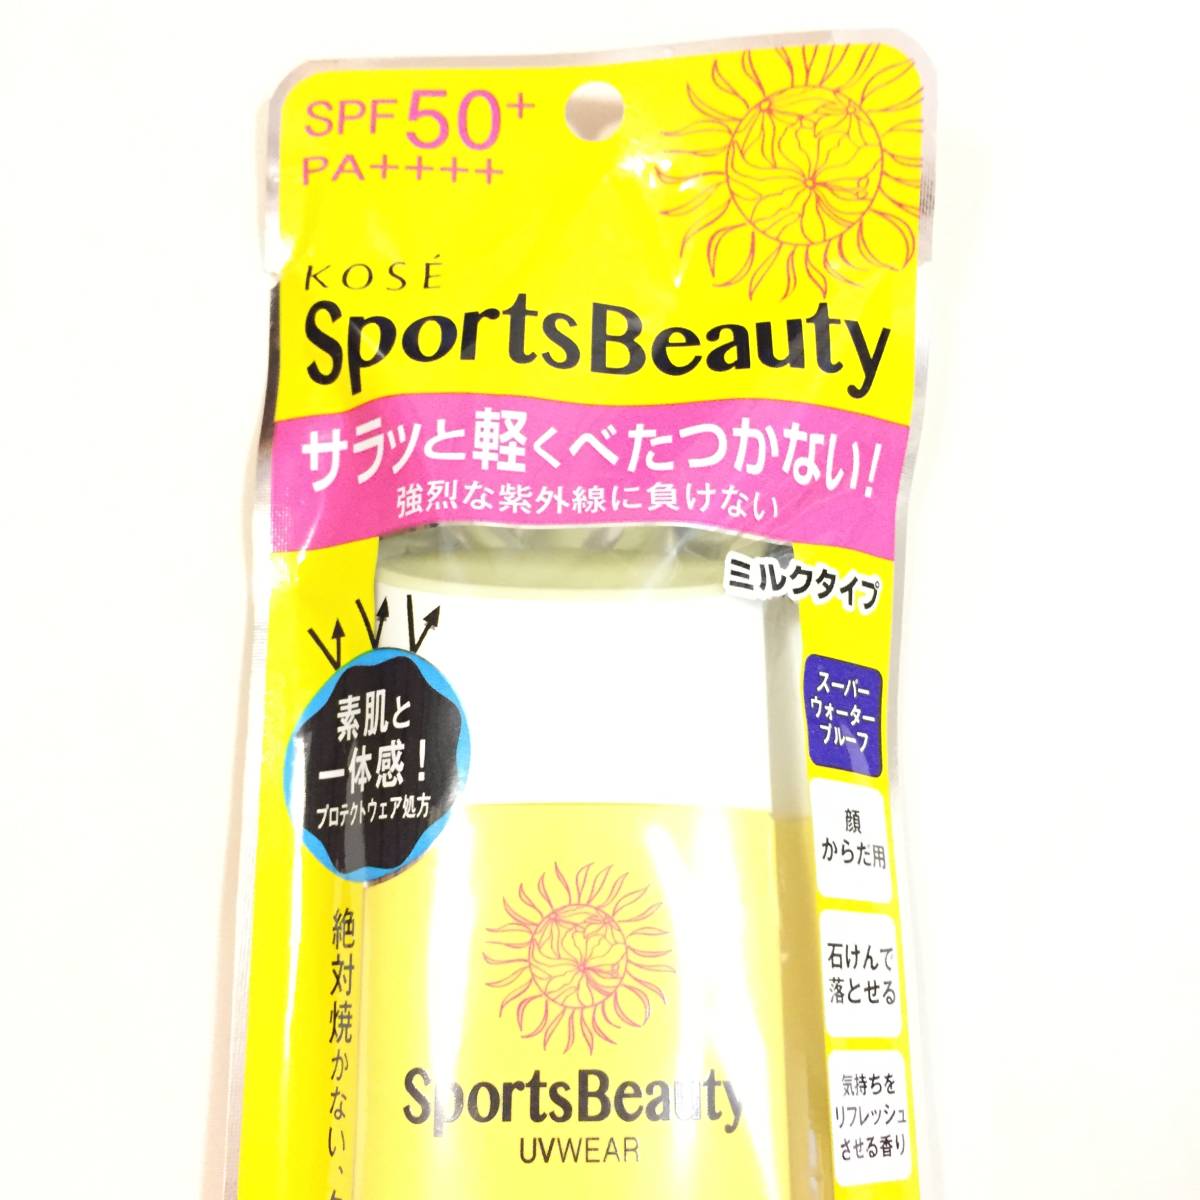 SPF50+
PA++++
KOSÉ
SportsBeauty
サラッと軽くべたつかない!
強烈な紫外線に負けない
ミルクタイプ
素肌と
一体感!
プロテクトウェア処方
スーパー
ウォーター
プルーフ
顔
からだ用
石けんで
落とせる
気持ちを
リフレッシュ
させる香り
絶対焼かない、
SportsBeauty
UVWEAR